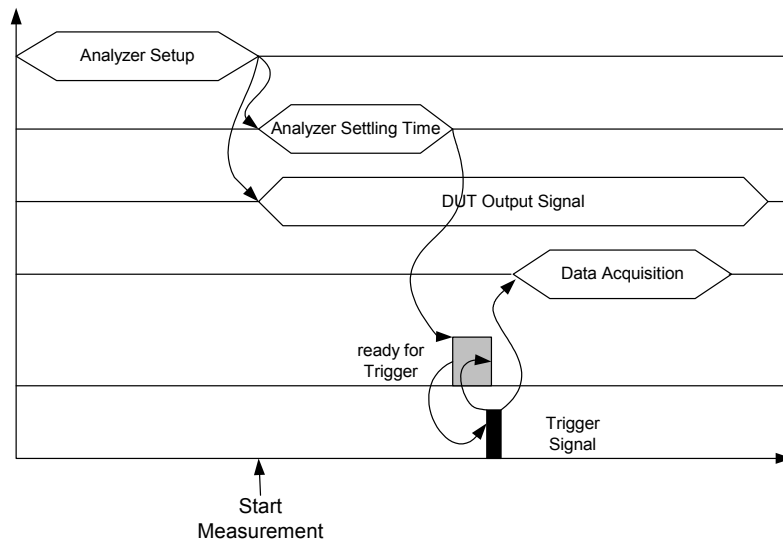 Analyzer Setup
Analyzer Settling Time
DUT Output Signal
Data Acquisition
ready for
Trigger
Trigger
Signal
Start
Measurement